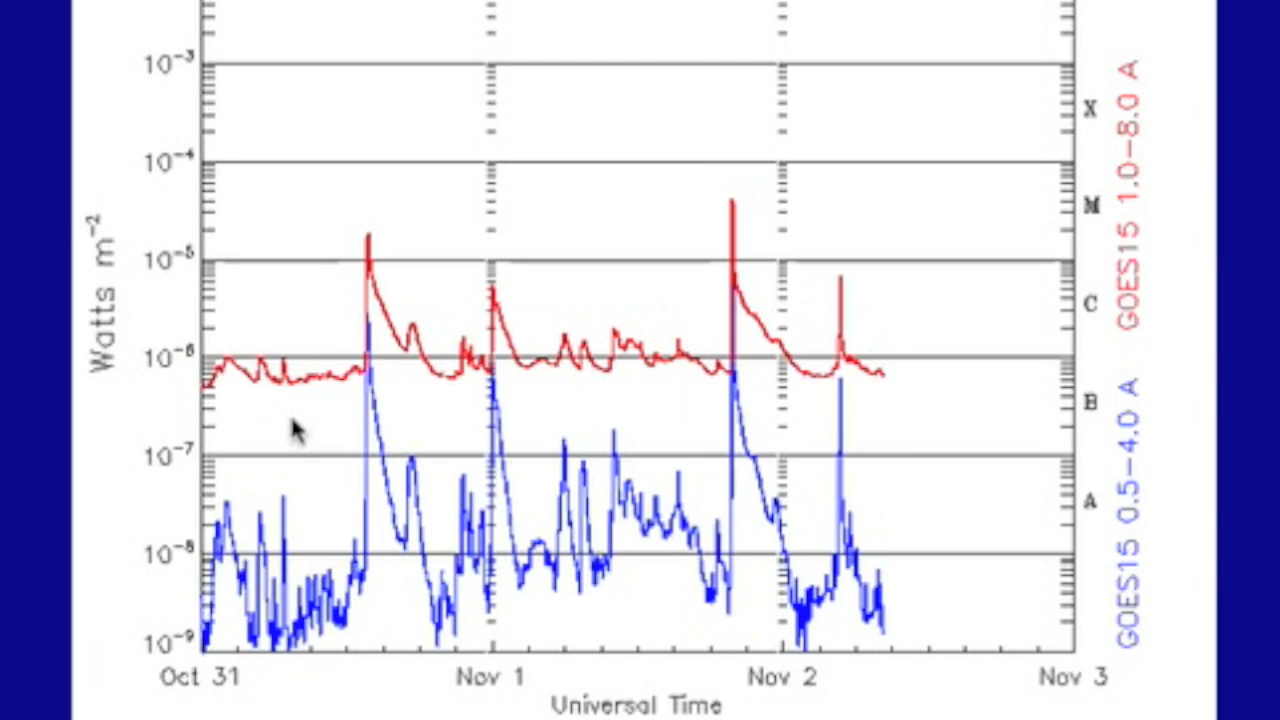 10⁻³
10⁻⁴
10⁻⁵
10⁻⁶
10⁻⁷
10⁻⁸
10⁻⁹
Watts m⁻²
X
M
C
B
A
GOES15 1.0-8.0 A
GOES15 0.5-4.0 A
Oct 31
Nov 1
Nov 2
Nov 3
Universal Time